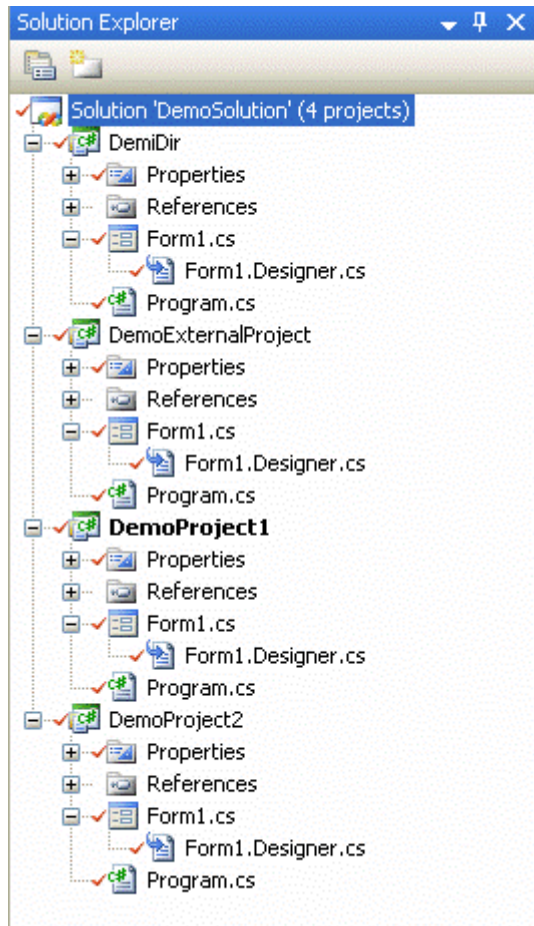 Solution Explorer
Solution 'DemoSolution' (4 projects)
DemiDir
Properties
References
Form1.cs
Form1.Designer.cs
Program.cs
DemoExternalProject
Properties
References
Form1.cs
Form1.Designer.cs
Program.cs
DemoProject1
Properties
References
Form1.cs
Form1.Designer.cs
Program.cs
DemoProject2
Properties
References
Form1.cs
Form1.Designer.cs
Program.cs